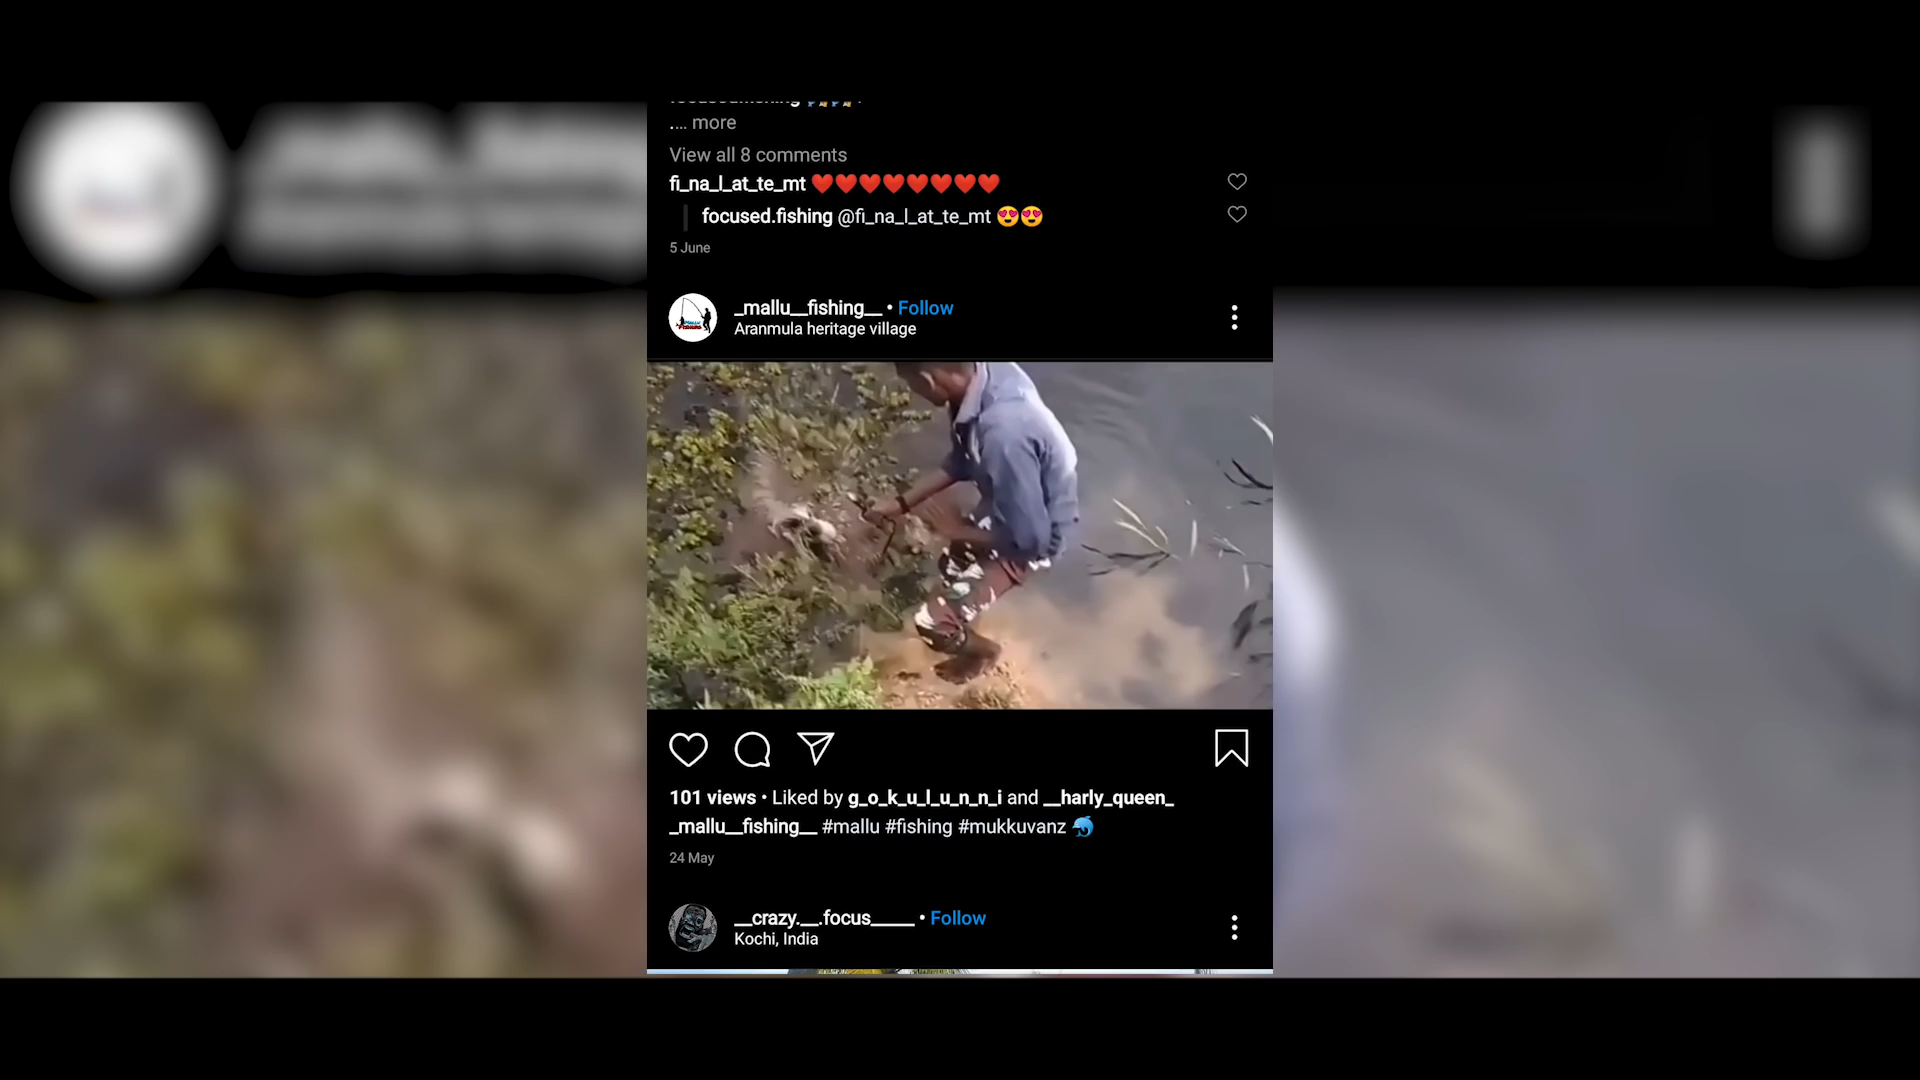 .... more
View all 8 comments
fi_na_l_at_te_mt ❤️❤️❤️❤️❤️❤️❤️❤️
focused.fishing @fi_na_l_at_te_mt 😍😍
5 June
_mallu__fishing__ • Follow
Aranmula heritage village
101 views • Liked by g_o_k_u_l_u_n_n_i and __harly_queen_
_mallu__fishing__ #mallu #fishing #mukkuvanz 🐬
24 May
__crazy.__.focus_____ • Follow
Kochi, India